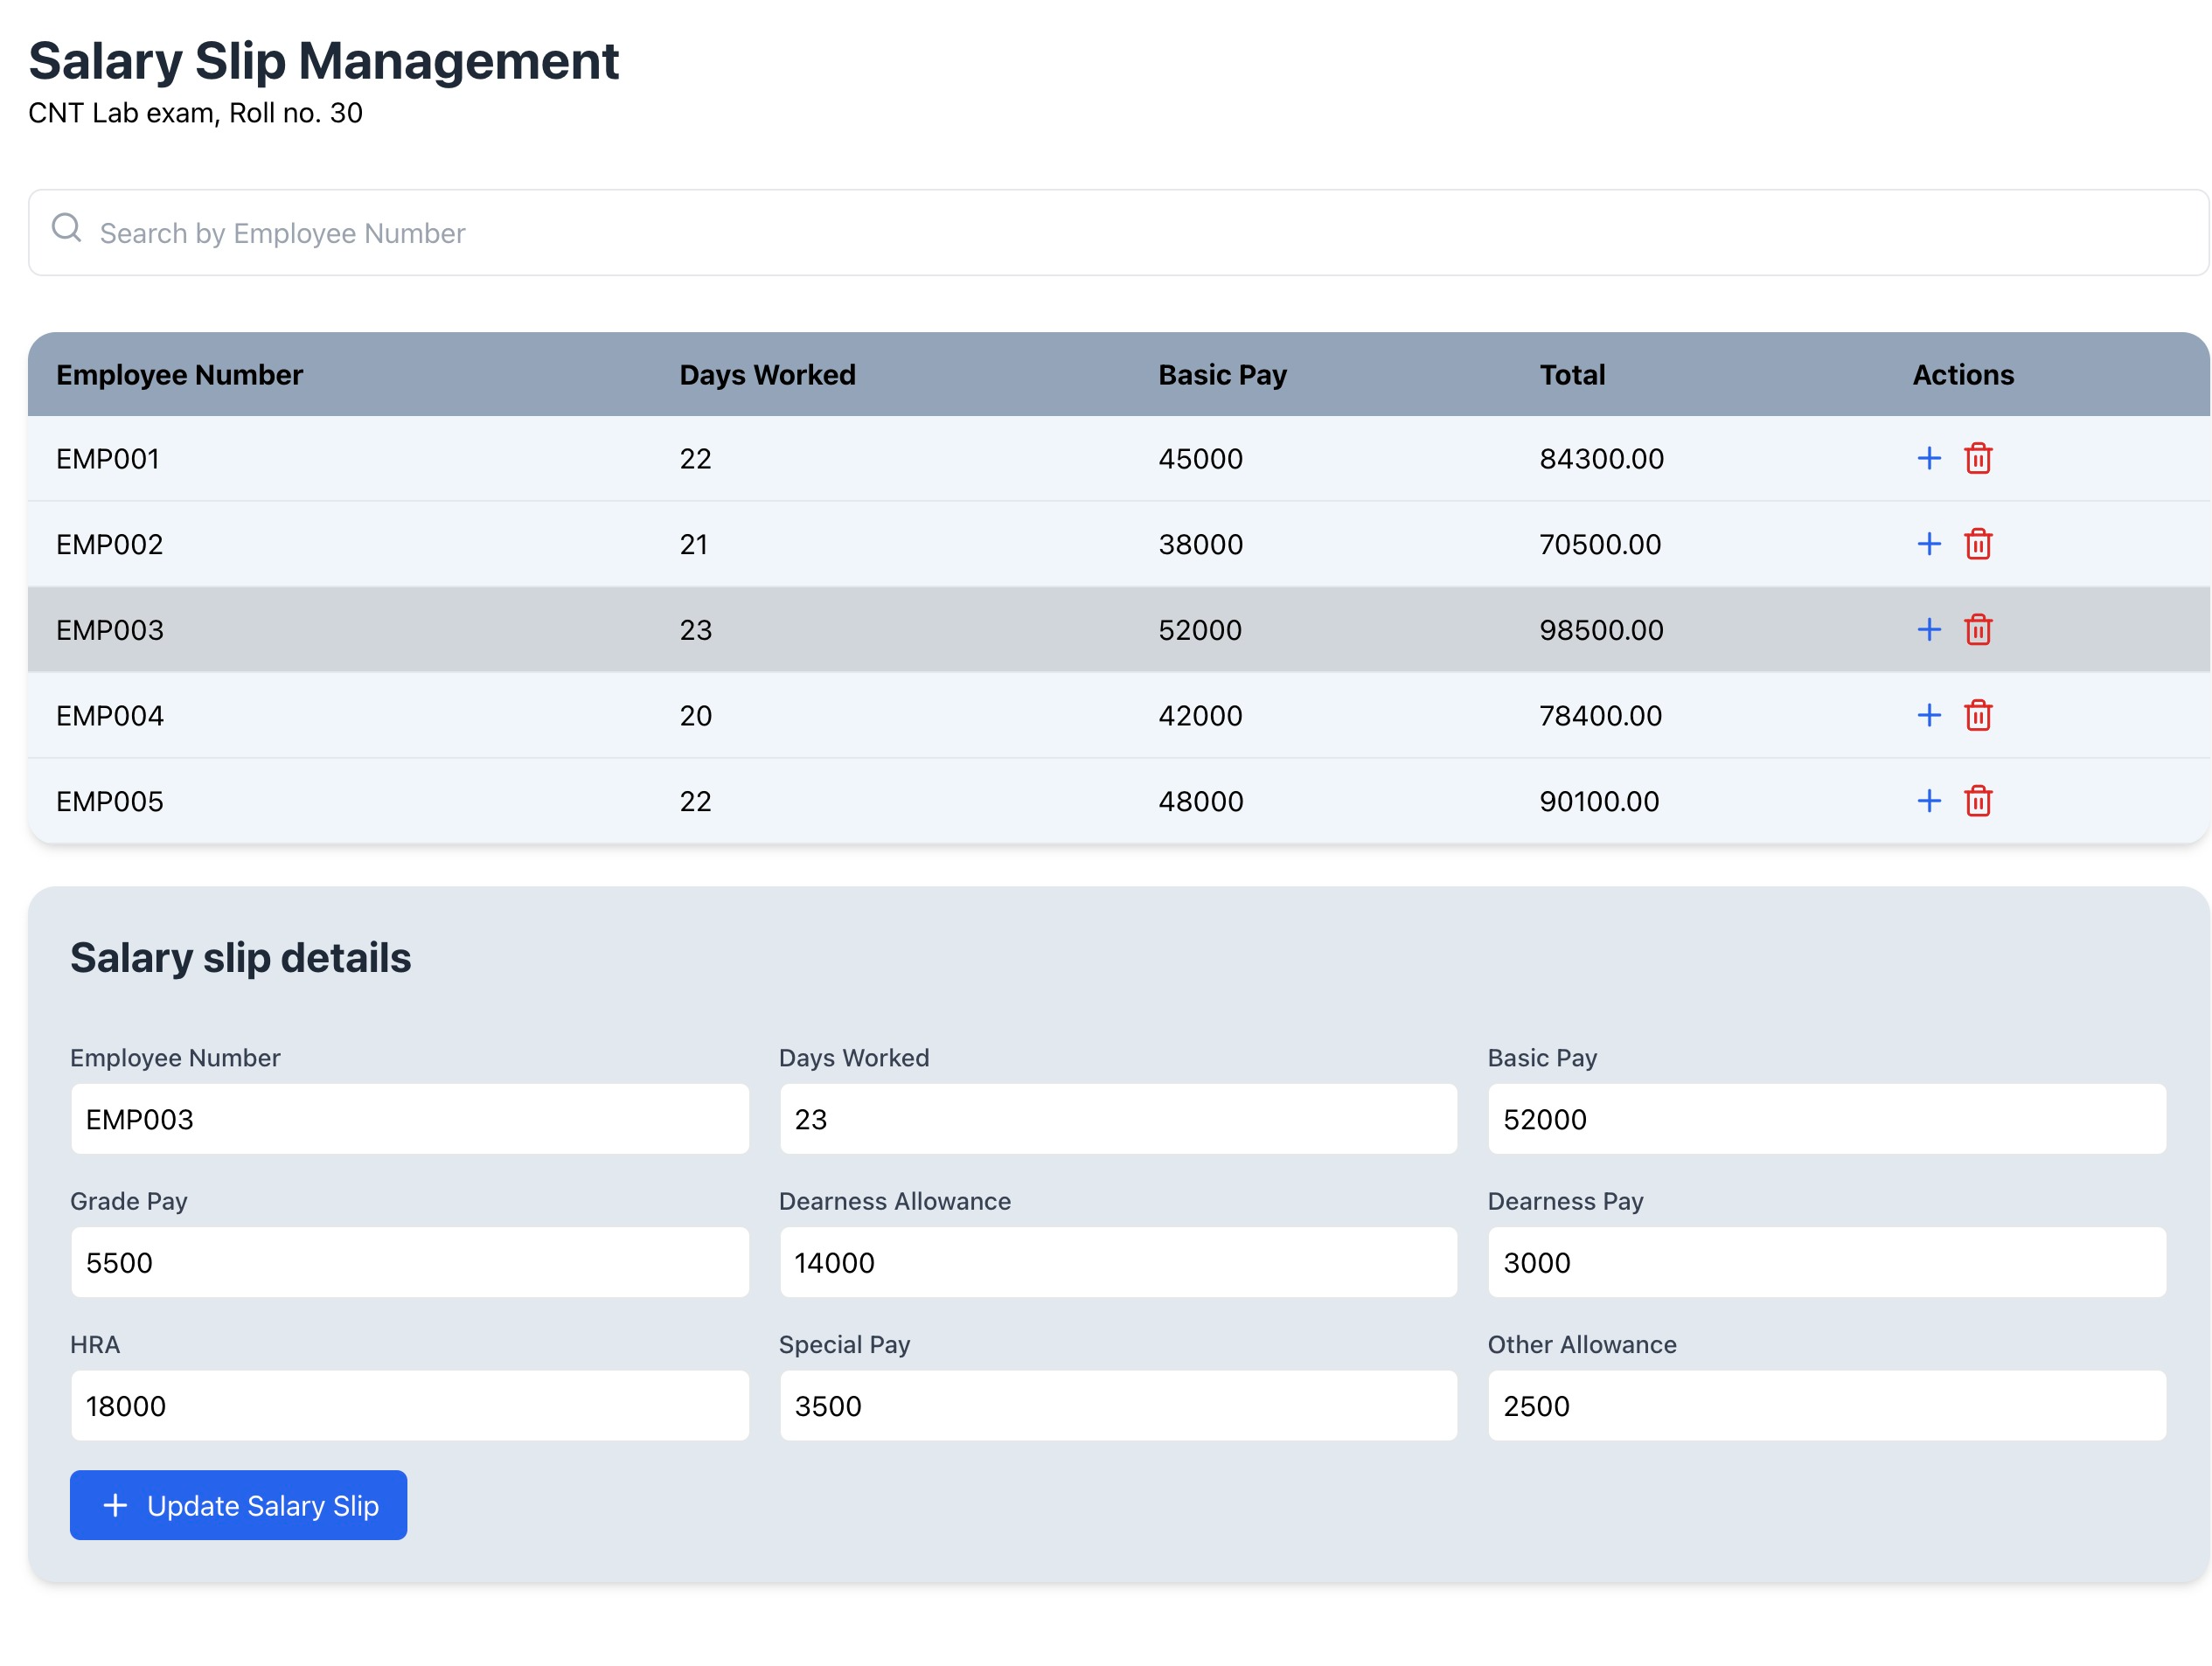 Salary Slip Management
CNT Lab exam, Roll no. 30
Search by Employee Number
Employee Number Days Worked Basic Pay Total Actions
EMP001 22 45000 84300.00
EMP002 21 38000 70500.00
EMP003 23 52000 98500.00
EMP004 20 42000 78400.00
EMP005 22 48000 90100.00
Salary slip details
Employee Number Days Worked Basic Pay
EMP003 23 52000
Grade Pay Dearness Allowance Dearness Pay
5500 14000 3000
HRA Special Pay Other Allowance
18000 3500 2500
Update Salary Slip